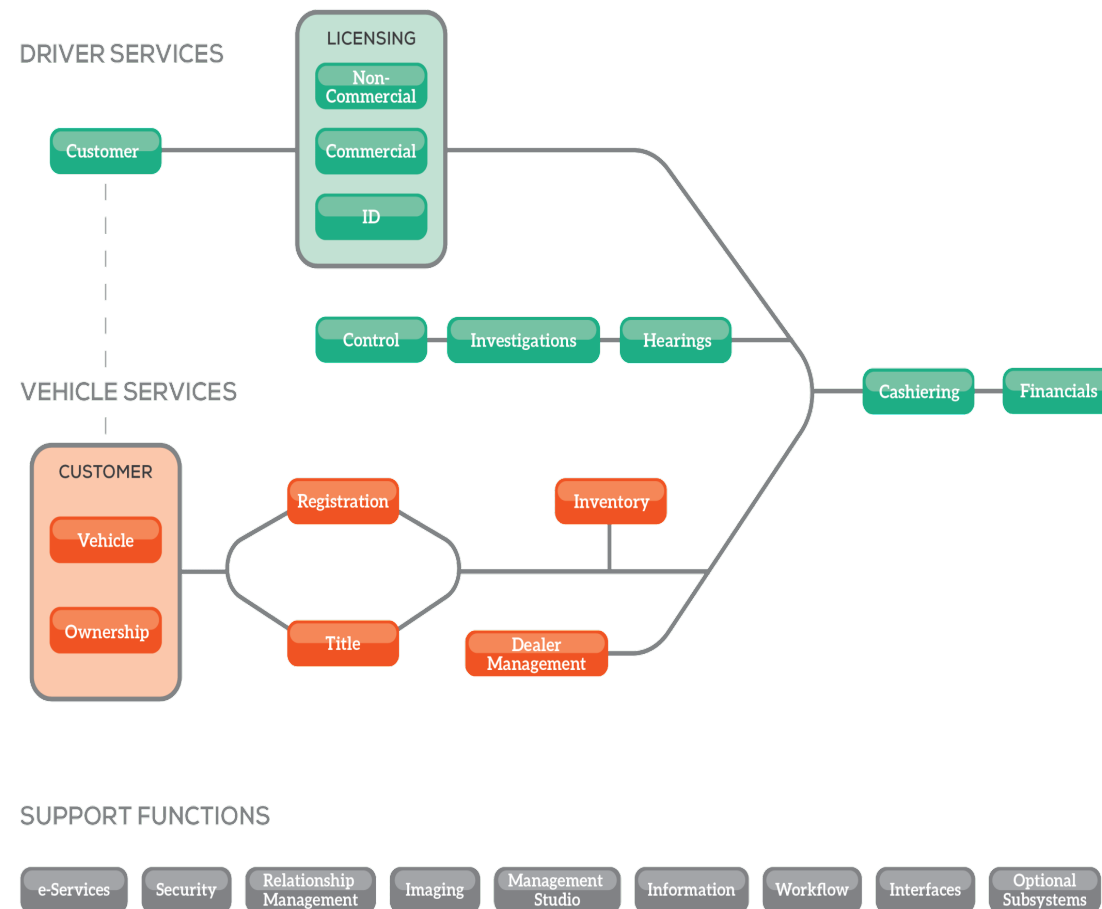 DRIVER SERVICES
LICENSING
Non-
Commercial
Customer
Commercial
ID
Control
Investigations
Hearings
VEHICLE SERVICES
Cashiering
Financials
CUSTOMER
Registration
Inventory
Vehicle
Ownership
Title
Dealer
Management
SUPPORT FUNCTIONS
e-Services
Security
Relationship
Management
Imaging
Management
Studio
Information
Workflow
Interfaces
Optional
Subsystems